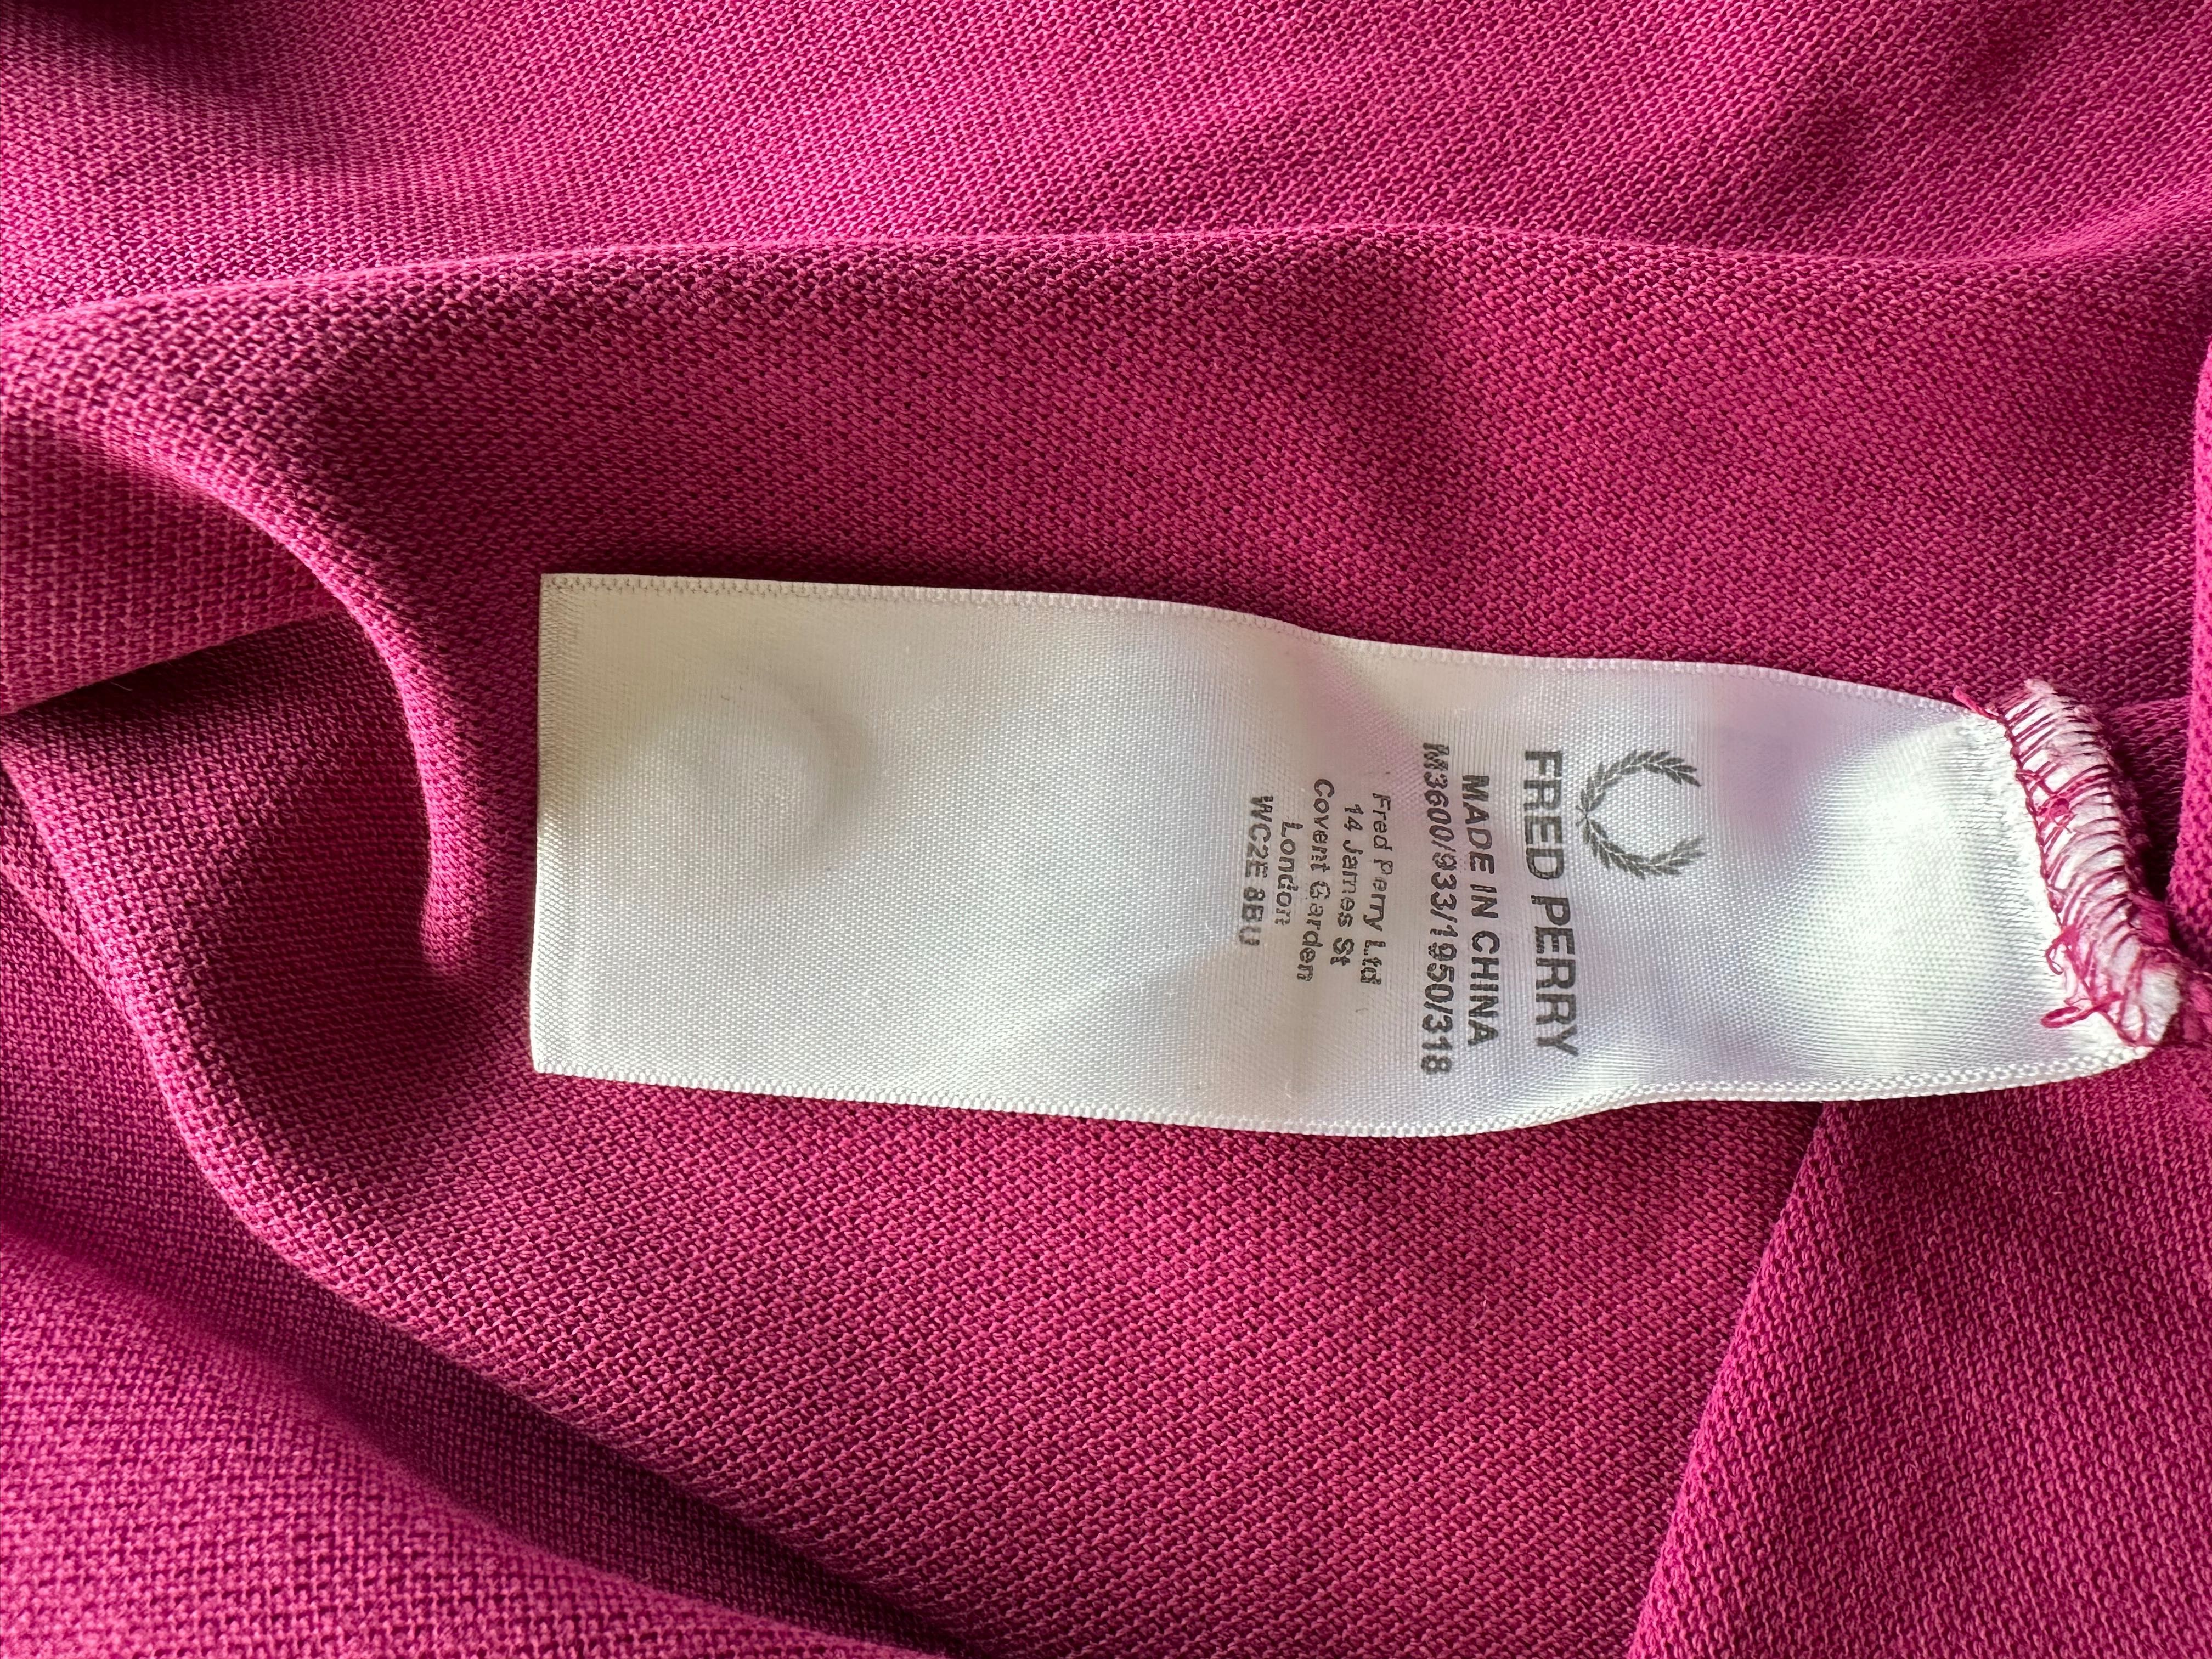 FRED PERRY
MADE IN CHINA
M3600/933/1950/318
Fred Perry Ltd
14 James St
Covent Garden
London
WC2E 8BU